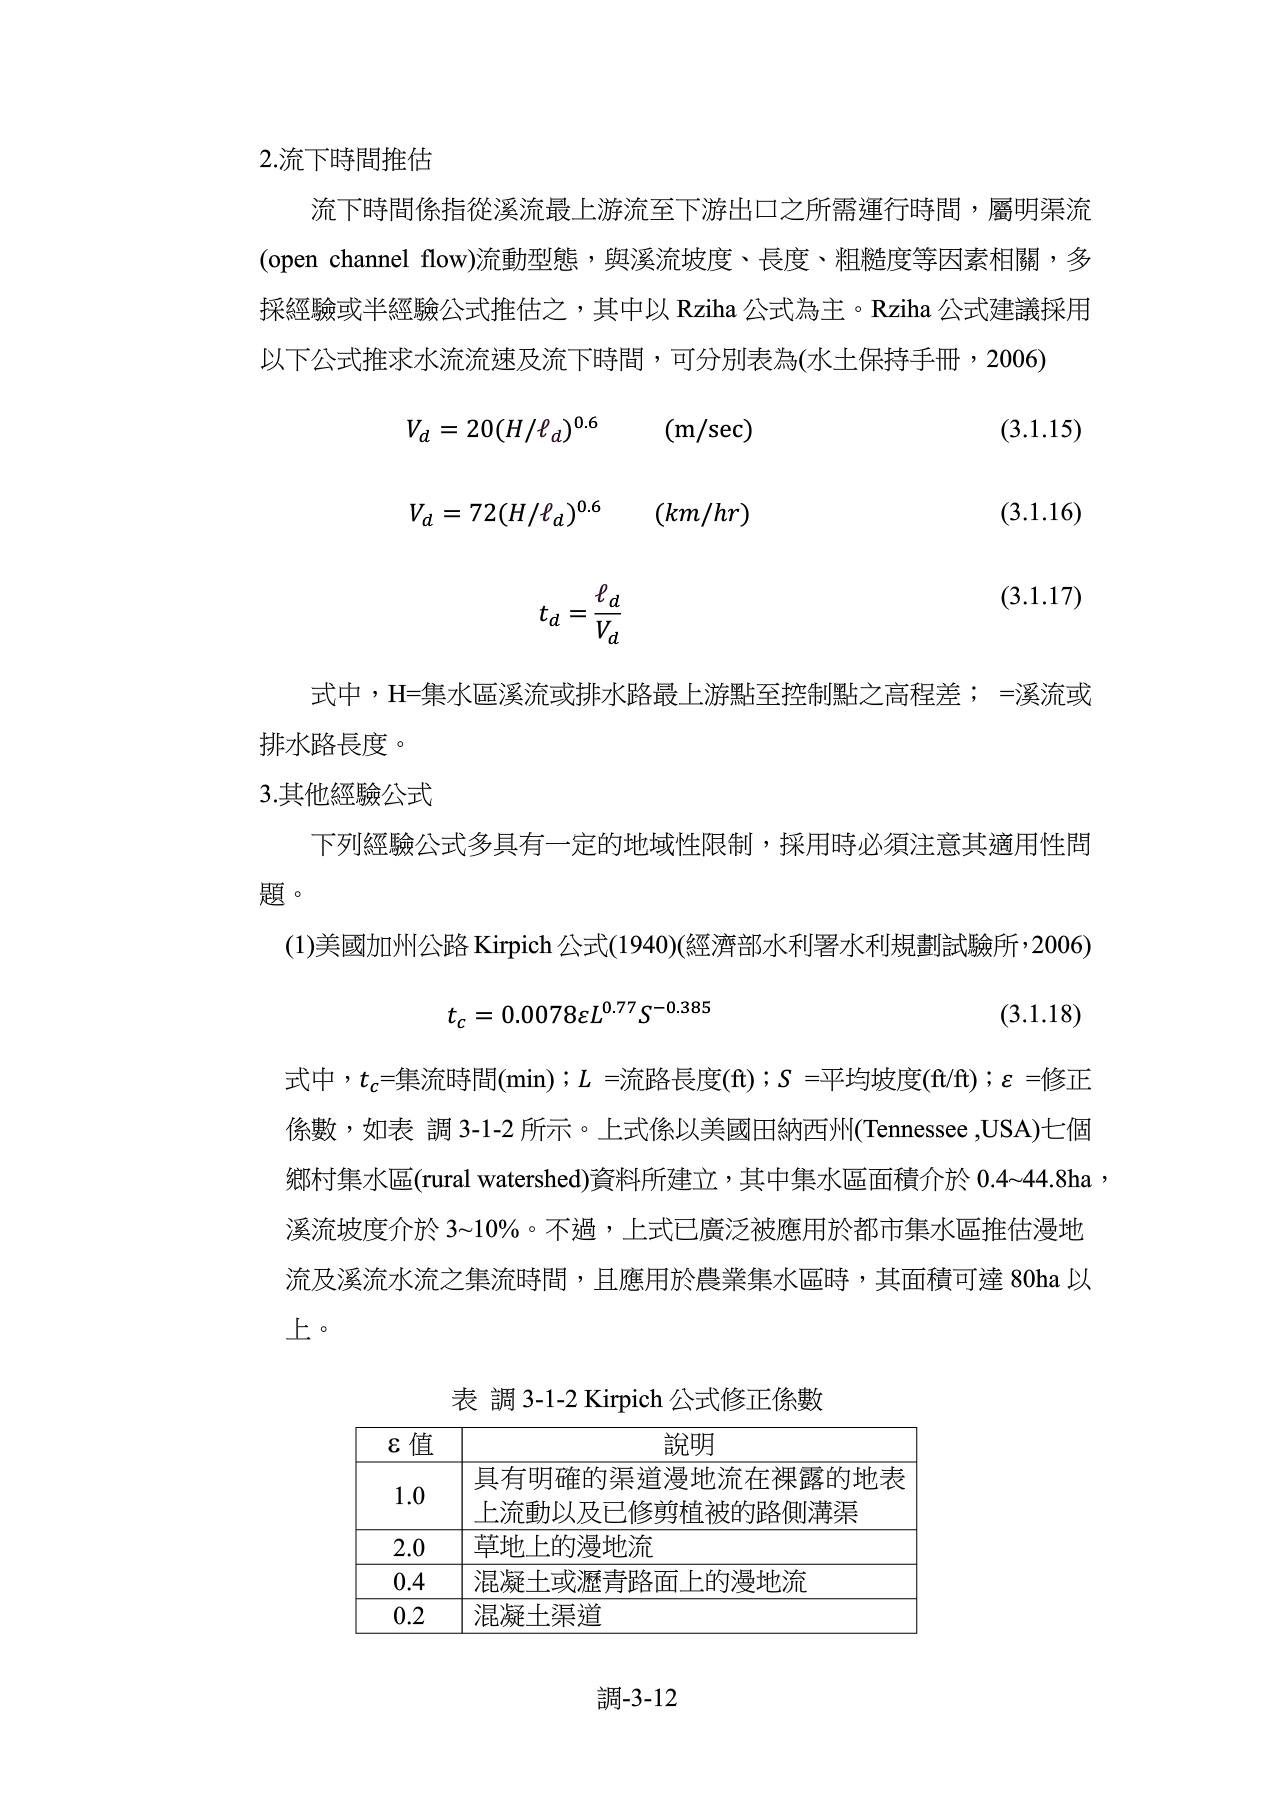 2.流下時間推估
流下時間係指從溪流最上游流至下游出口之所需運行時間，屬明渠流
(open channel flow)流動型態，與溪流坡度、長度、粗糙度等因素相關，多
採經驗或半經驗公式推估之，其中以 Rziha 公式為主。Rziha 公式建議採用
以下公式推求水流流速及流下時間，可分別表為(水土保持手冊，2006)
V_d = 20(H/ℓ_d)^0.6 (m/sec) (3.1.15)
V_d = 72(H/ℓ_d)^0.6 (km/hr) (3.1.16)
t_d = ℓ_d / V_d (3.1.17)
式中，H=集水區溪流或排水路最上游點至控制點之高程差； =溪流或
排水路長度。
3.其他經驗公式
下列經驗公式多具有一定的地域性限制，採用時必須注意其適用性問
題。
(1)美國加州公路 Kirpich 公式(1940)(經濟部水利署水利規劃試驗所，2006)
t_c = 0.0078εL^0.77 S^−0.385 (3.1.18)
式中，t_c=集流時間(min)；L =流路長度(ft)；S =平均坡度(ft/ft)；ε =修正
係數，如表 調 3-1-2 所示。上式係以美國田納西州(Tennessee ,USA)七個
鄉村集水區(rural watershed)資料所建立，其中集水區面積介於 0.4~44.8ha，
溪流坡度介於 3~10%。不過，上式已廣泛被應用於都市集水區推估漫地
流及溪流水流之集流時間，且應用於農業集水區時，其面積可達 80ha 以
上。
表 調 3-1-2 Kirpich 公式修正係數
ε 值 說明
1.0 具有明確的渠道漫地流在裸露的地表
上流動以及已修剪植被的路側溝渠
2.0 草地上的漫地流
0.4 混凝土或瀝青路面上的漫地流
0.2 混凝土渠道
調-3-12